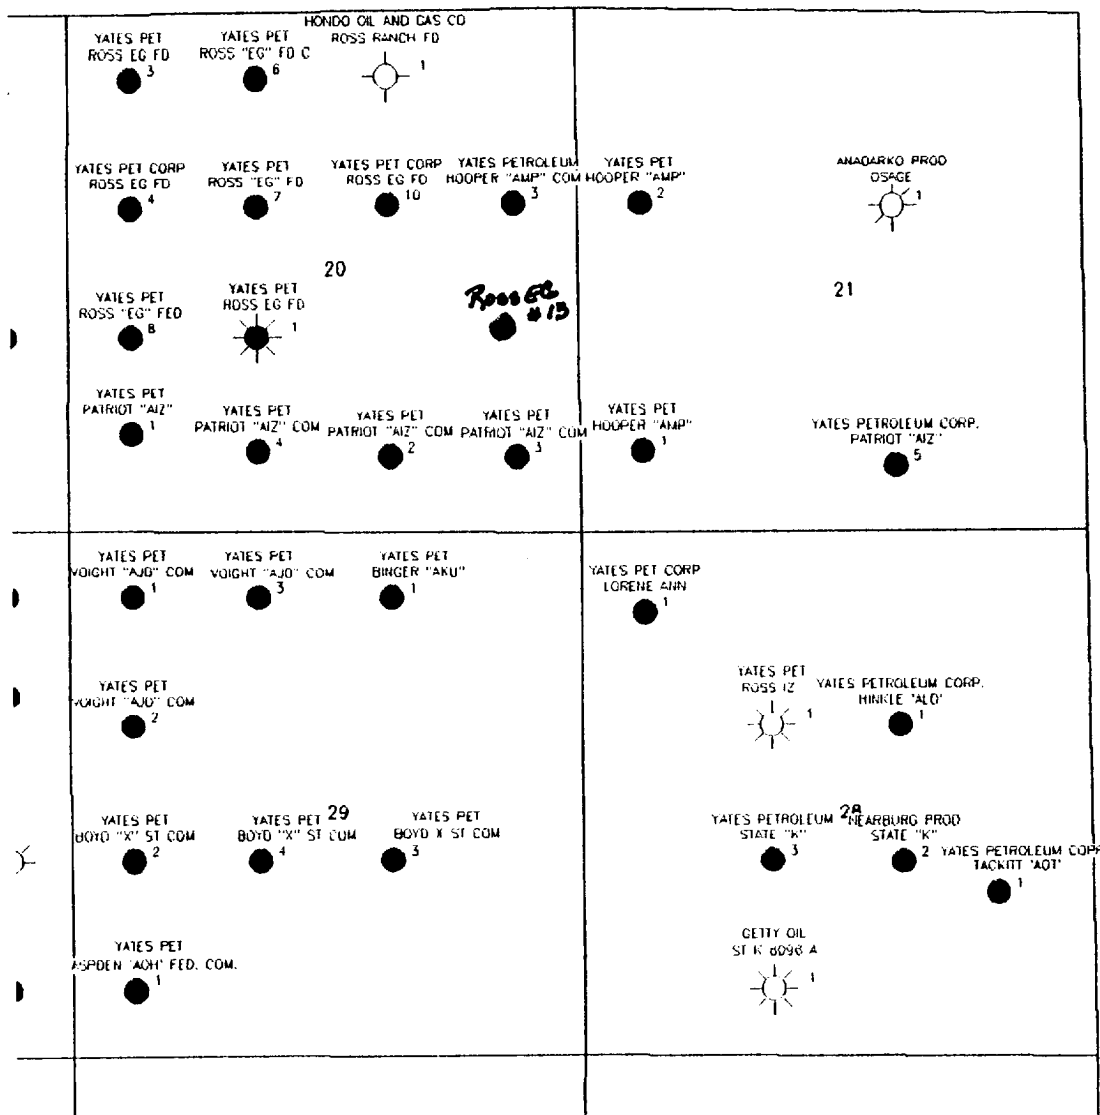 YATES PET
ROSS EG FD
3
YATES PET
ROSS "EG" FD C
6
HONDO OIL AND GAS CO
ROSS RANCH FD
1
YATES PET CORP
ROSS EG FD
4
YATES PET
ROSS "EG" FD
7
YATES PET CORP
ROSS EG FD
10
YATES PETROLEUM
HOOPER "AMP" COM
3
YATES PET
HOOPER "AMP"
2
ANADARKO PROD
OSAGE
1
20
21
YATES PET
ROSS "EG" FED
8
YATES PET
ROSS EG FD
1
Ross EG
#13
YATES PET
PATRIOT "AIZ"
1
YATES PET
PATRIOT "AIZ" COM
4
YATES PET
PATRIOT "AIZ" COM
2
YATES PET
PATRIOT "AIZ" COM
3
YATES PET
HOOPER "AMP"
1
YATES PETROLEUM CORP.
PATRIOT "AIZ"
5
YATES PET
VOIGHT "AJD" COM
1
YATES PET
VOIGHT "AJD" COM
3
YATES PET
BINGER "AKU"
1
YATES PET CORP
LORENE ANN
1
YATES PET
VOIGHT "AJD" COM
2
YATES PET
ROSS IZ
1
YATES PETROLEUM CORP.
HINKLE 'ALD'
1
29
28
YATES PET
BOYD "X" ST COM
2
YATES PET
BOYD "X" ST COM
4
YATES PET
BOYD X ST COM
3
YATES PETROLEUM
STATE "K"
3
NEARBURG PROD
STATE "K"
2
YATES PETROLEUM CORP
TACKITT 'AOT'
1
YATES PET
ASPDEN 'AOH' FED. COM.
1
GETTY OIL
ST K 6096 A
1